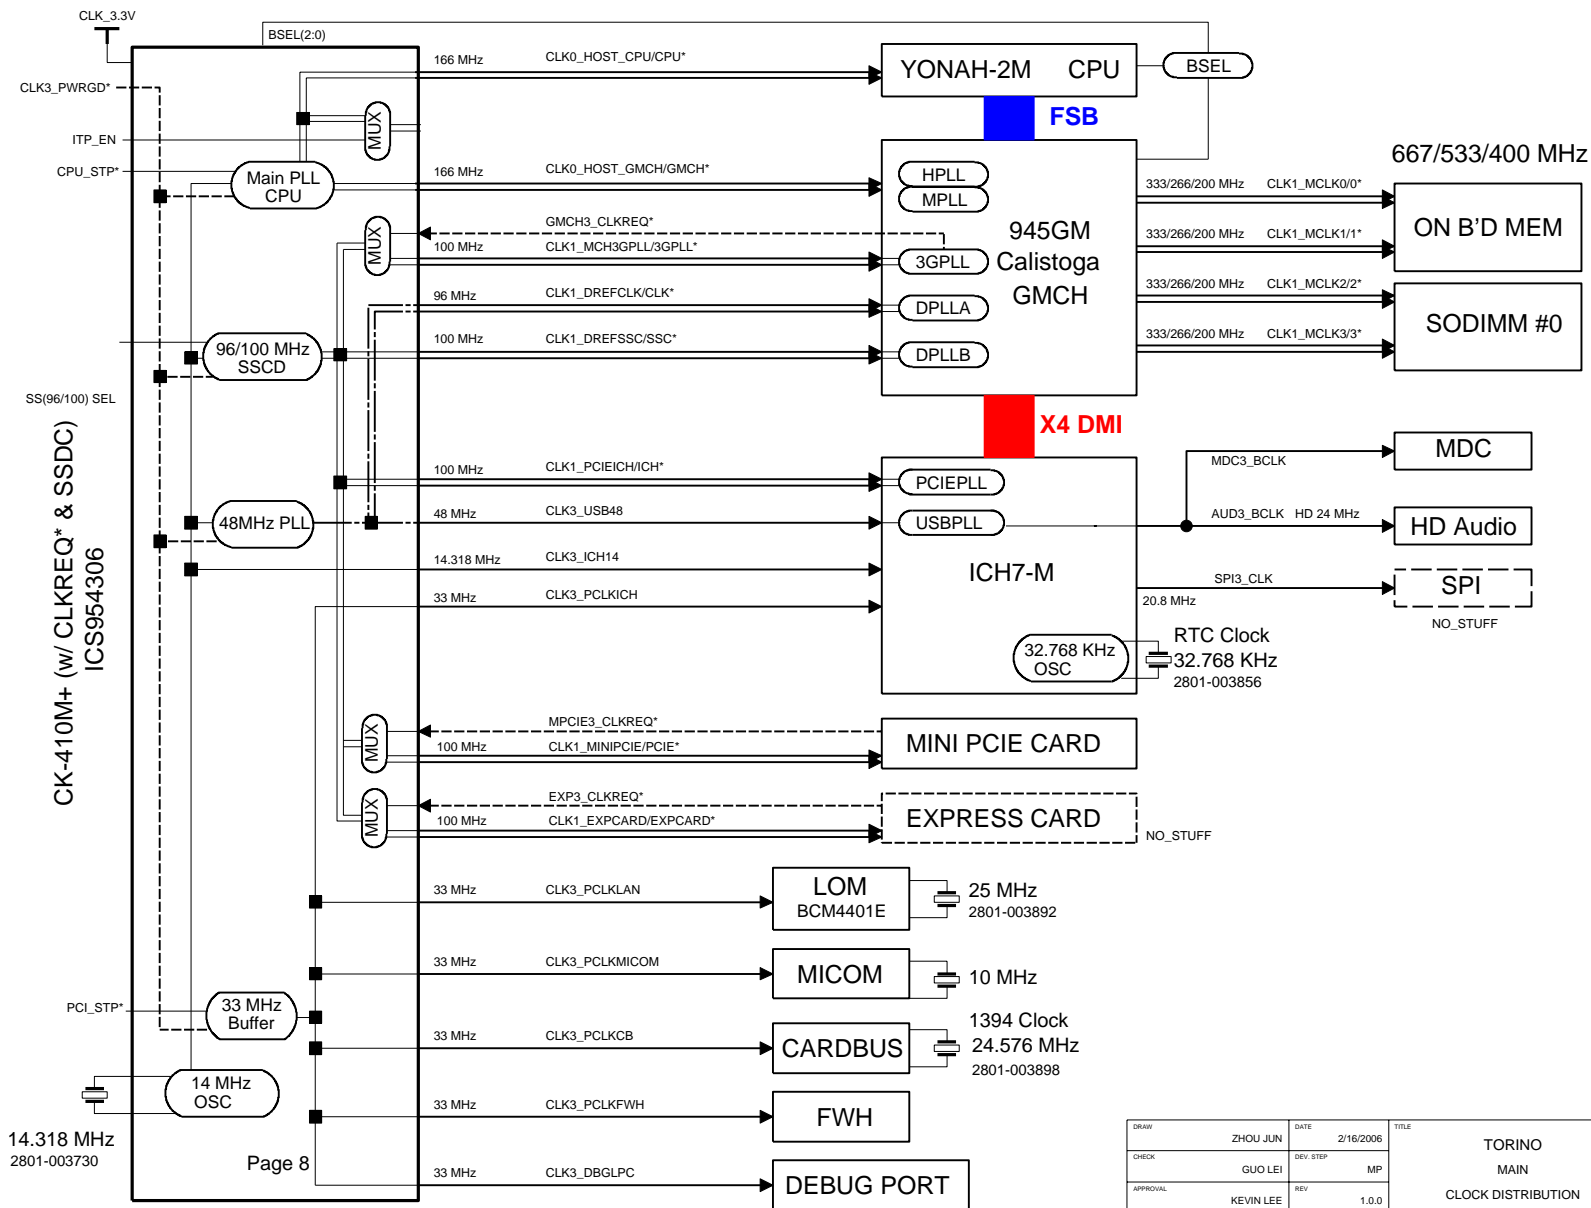 CLK_3.3V
BSEL(2:0)
CLK3_PWRGD*
ITP_EN
CPU_STP*
SS(96/100) SEL
PCI_STP*
CK-410M+ (w/ CLKREQ* & SSDC)
ICS954306
14.318 MHz
2801-003730
Page 8
MUX
Main PLL
CPU
MUX
96/100 MHz
SSCD
48MHz PLL
MUX
MUX
33 MHz
Buffer
14 MHz
OSC
166 MHz CLK0_HOST_CPU/CPU*
166 MHz CLK0_HOST_GMCH/GMCH*
GMCH3_CLKREQ*
100 MHz CLK1_MCH3GPLL/3GPLL*
96 MHz CLK1_DREFCLK/CLK*
100 MHz CLK1_DREFSSC/SSC*
100 MHz CLK1_PCIEICH/ICH*
48 MHz CLK3_USB48
14.318 MHz CLK3_ICH14
33 MHz CLK3_PCLKICH
MPCIE3_CLKREQ*
100 MHz CLK1_MINIPCIE/PCIE*
EXP3_CLKREQ*
100 MHz CLK1_EXPCARD/EXPCARD*
33 MHz CLK3_PCLKLAN
33 MHz CLK3_PCLKMICOM
33 MHz CLK3_PCLKCB
33 MHz CLK3_PCLKFWH
33 MHz CLK3_DBGLPC
YONAH-2M CPU
BSEL
FSB
HPLL
MPLL
945GM
Calistoga
GMCH
3GPLL
DPLLA
DPLLB
X4 DMI
PCIEPLL
USBPLL
ICH7-M
32.768 KHz
OSC
RTC Clock
32.768 KHz
2801-003856
MINI PCIE CARD
EXPRESS CARD
NO_STUFF
LOM
BCM4401E
25 MHz
2801-003892
MICOM
10 MHz
CARDBUS
1394 Clock
24.576 MHz
2801-003898
FWH
DEBUG PORT
667/533/400 MHz
333/266/200 MHz CLK1_MCLK0/0*
333/266/200 MHz CLK1_MCLK1/1*
333/266/200 MHz CLK1_MCLK2/2*
333/266/200 MHz CLK1_MCLK3/3*
ON B'D MEM
SODIMM #0
MDC3_BCLK
MDC
AUD3_BCLK HD 24 MHz
HD Audio
SPI3_CLK
20.8 MHz
SPI
NO_STUFF
DRAW
ZHOU JUN
DATE
2/16/2006
TITLE
TORINO
MAIN
CLOCK DISTRIBUTION
CHECK
GUO LEI
DEV. STEP
MP
APPROVAL
KEVIN LEE
REV
1.0.0